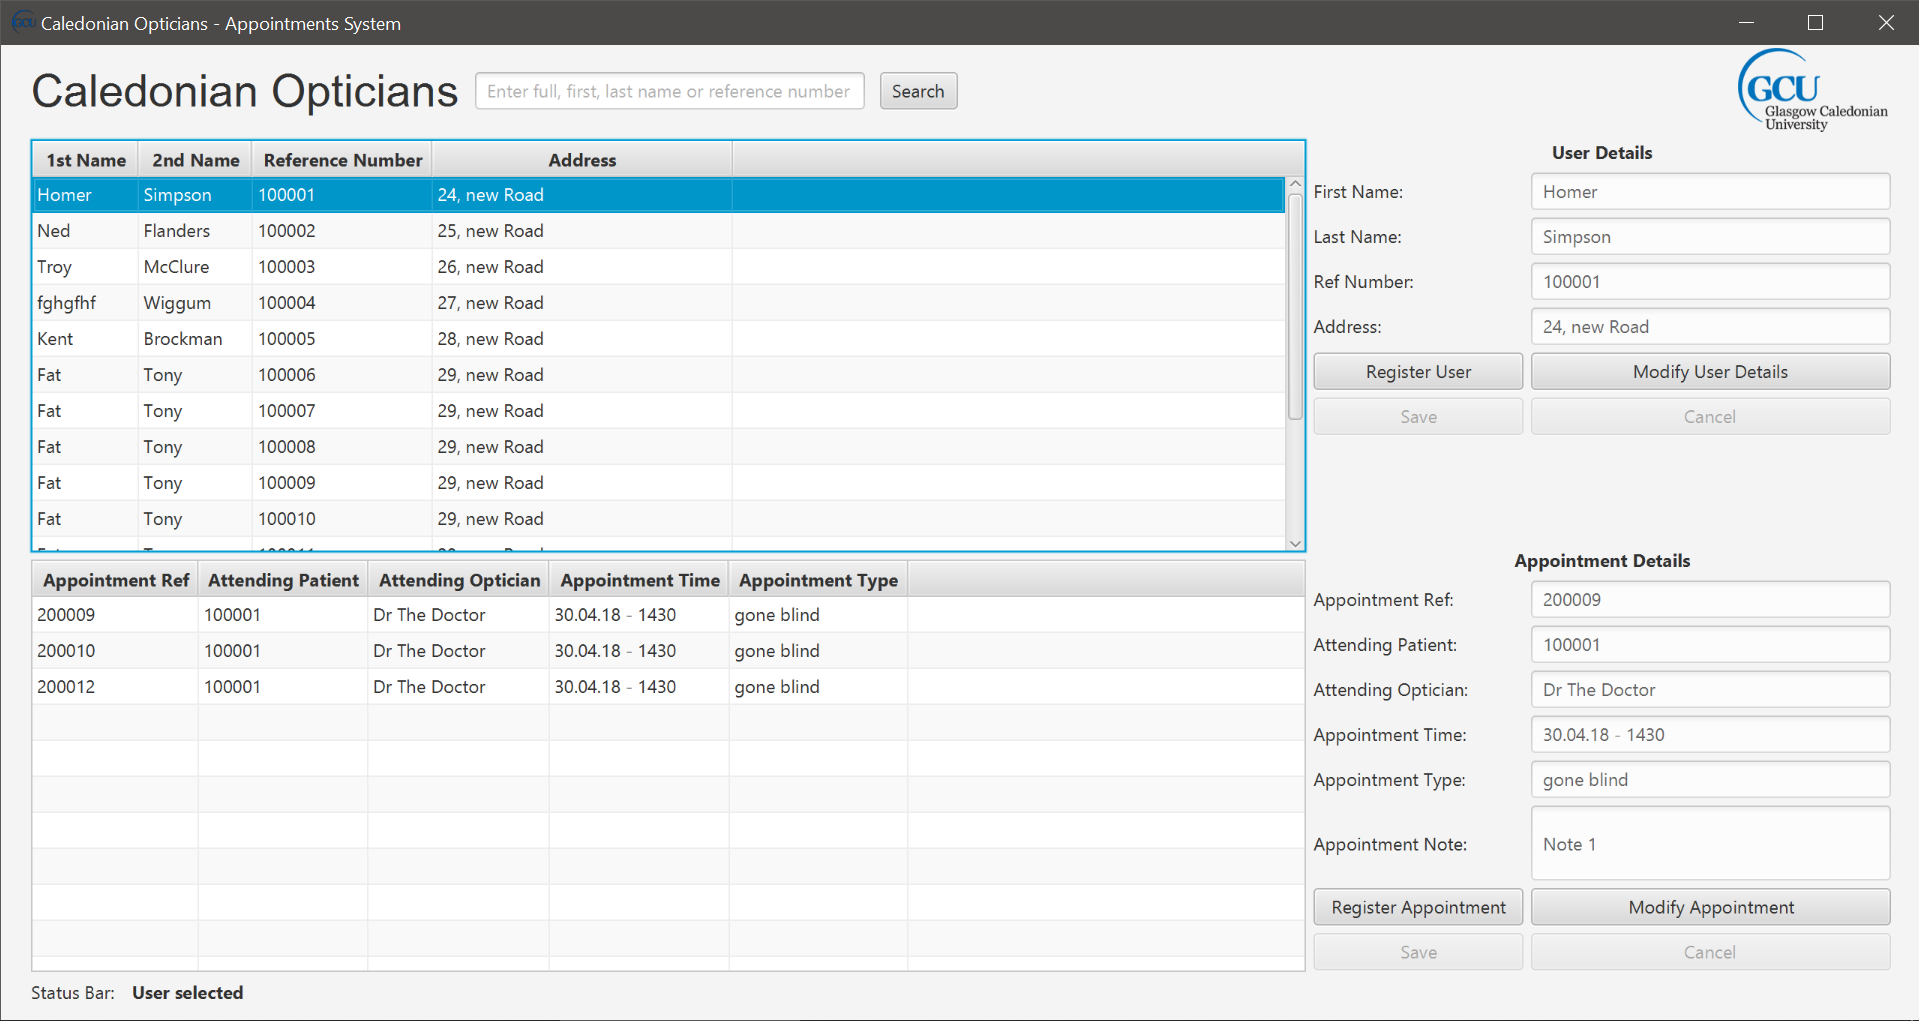 GCU Caledonian Opticians - Appointments System
Caledonian Opticians Enter full, first, last name or reference number Search
GCU
Glasgow Caledonian
University
1st Name 2nd Name Reference Number Address
Homer Simpson 100001 24, new Road
Ned Flanders 100002 25, new Road
Troy McClure 100003 26, new Road
fghgfhf Wiggum 100004 27, new Road
Kent Brockman 100005 28, new Road
Fat Tony 100006 29, new Road
Fat Tony 100007 29, new Road
Fat Tony 100008 29, new Road
Fat Tony 100009 29, new Road
Fat Tony 100010 29, new Road
User Details
First Name: Homer
Last Name: Simpson
Ref Number: 100001
Address: 24, new Road
Register User Modify User Details
Save Cancel
Appointment Ref Attending Patient Attending Optician Appointment Time Appointment Type
200009 100001 Dr The Doctor 30.04.18 - 1430 gone blind
200010 100001 Dr The Doctor 30.04.18 - 1430 gone blind
200012 100001 Dr The Doctor 30.04.18 - 1430 gone blind
Appointment Details
Appointment Ref: 200009
Attending Patient: 100001
Attending Optician: Dr The Doctor
Appointment Time: 30.04.18 - 1430
Appointment Type: gone blind
Appointment Note: Note 1
Register Appointment Modify Appointment
Save Cancel
Status Bar: User selected